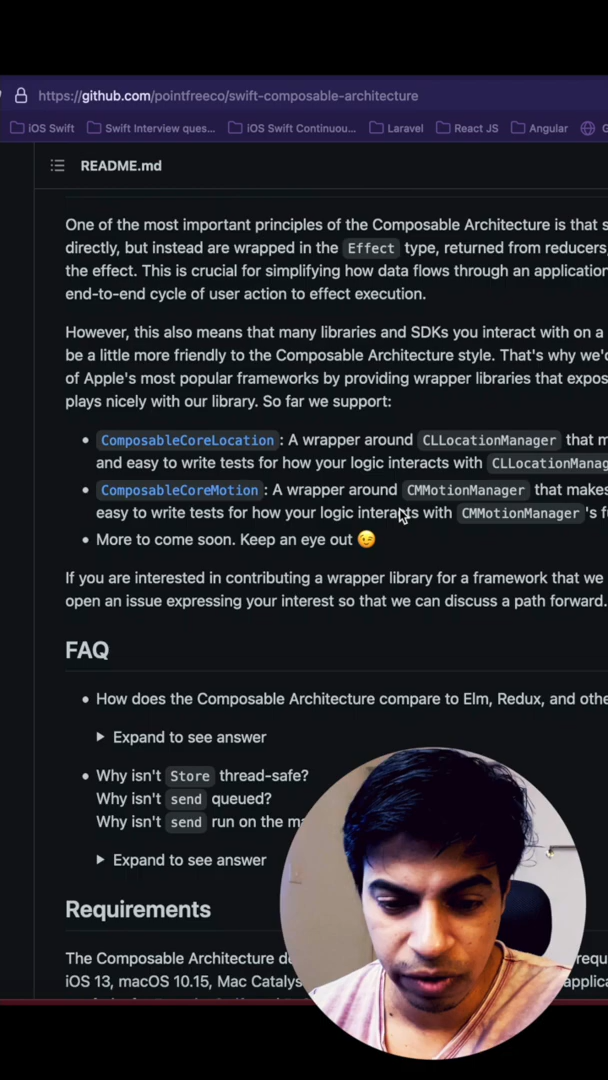 https://github.com/pointfreeco/swift-composable-architecture
iOS Swift Swift Interview ques... iOS Swift Continuou... Laravel React JS Angular
README.md
One of the most important principles of the Composable Architecture is that s
directly, but instead are wrapped in the Effect type, returned from reducers,
the effect. This is crucial for simplifying how data flows through an application
end-to-end cycle of user action to effect execution.
However, this also means that many libraries and SDKs you interact with on a
be a little more friendly to the Composable Architecture style. That's why we'd
of Apple's most popular frameworks by providing wrapper libraries that expos
plays nicely with our library. So far we support:
• ComposableCoreLocation: A wrapper around CLLocationManager that m
and easy to write tests for how your logic interacts with CLLocationManag
• ComposableCoreMotion: A wrapper around CMMotionManager that makes
easy to write tests for how your logic interacts with CMMotionManager's fu
• More to come soon. Keep an eye out 😉
If you are interested in contributing a wrapper library for a framework that we
open an issue expressing your interest so that we can discuss a path forward.
FAQ
• How does the Composable Architecture compare to Elm, Redux, and othe
Expand to see answer
• Why isn't Store thread-safe?
Why isn't send queued?
Why isn't send run on the ma
Expand to see answer
Requirements
The Composable Architecture de requ
iOS 13, macOS 10.15, Mac Catalys applica